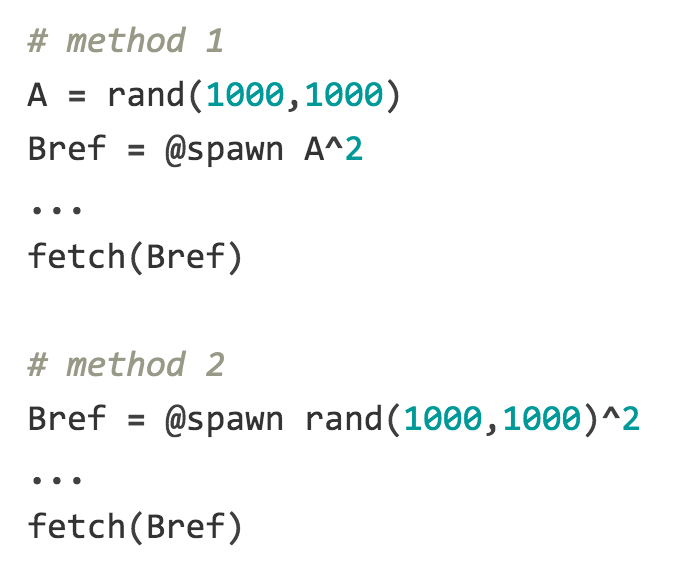 # method 1
A = rand(1000,1000)
Bref = @spawn A^2
...
fetch(Bref)
# method 2
Bref = @spawn rand(1000,1000)^2
...
fetch(Bref)